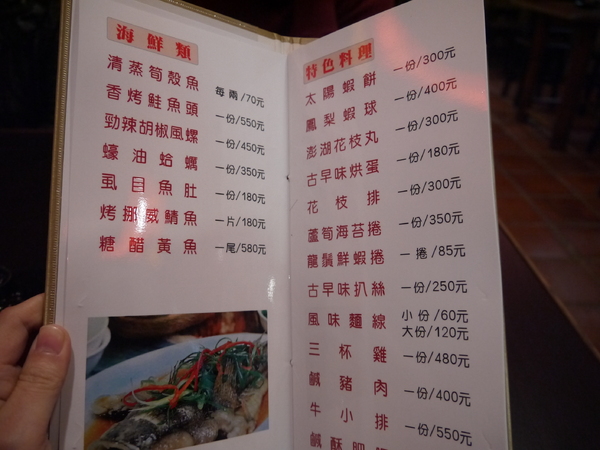 海鮮類
清蒸筍殼魚 每兩/70元
香烤鮭魚頭 一份/550元
勁辣胡椒風螺 一份/450元
蠔油蛤蠣 一份/350元
虱目魚肚 一份/180元
烤挪威鯖魚 一片/180元
糖醋黃魚 一尾/580元
特色料理
太陽蝦餅 一份/300元
鳳梨蝦球 一份/400元
澎湖花枝丸 一份/300元
古早味烘蛋 一份/180元
花枝排 一份/300元
蘆筍海苔捲 一份/350元
龍鬚鮮蝦捲 一捲/85元
古早味扒絲 一份/250元
風味麵線 小份/60元
大份/120元
三杯雞 一份/480元
鹹豬肉 一份/400元
牛小排 一份/550元
鹹酥肥